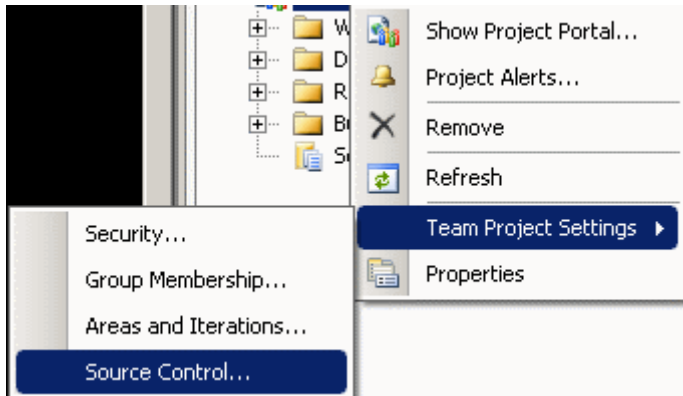 W
Show Project Portal...
D
Project Alerts...
R
Remove
Refresh
Team Project Settings
Properties
Security...
Group Membership...
Areas and Iterations...
Source Control...